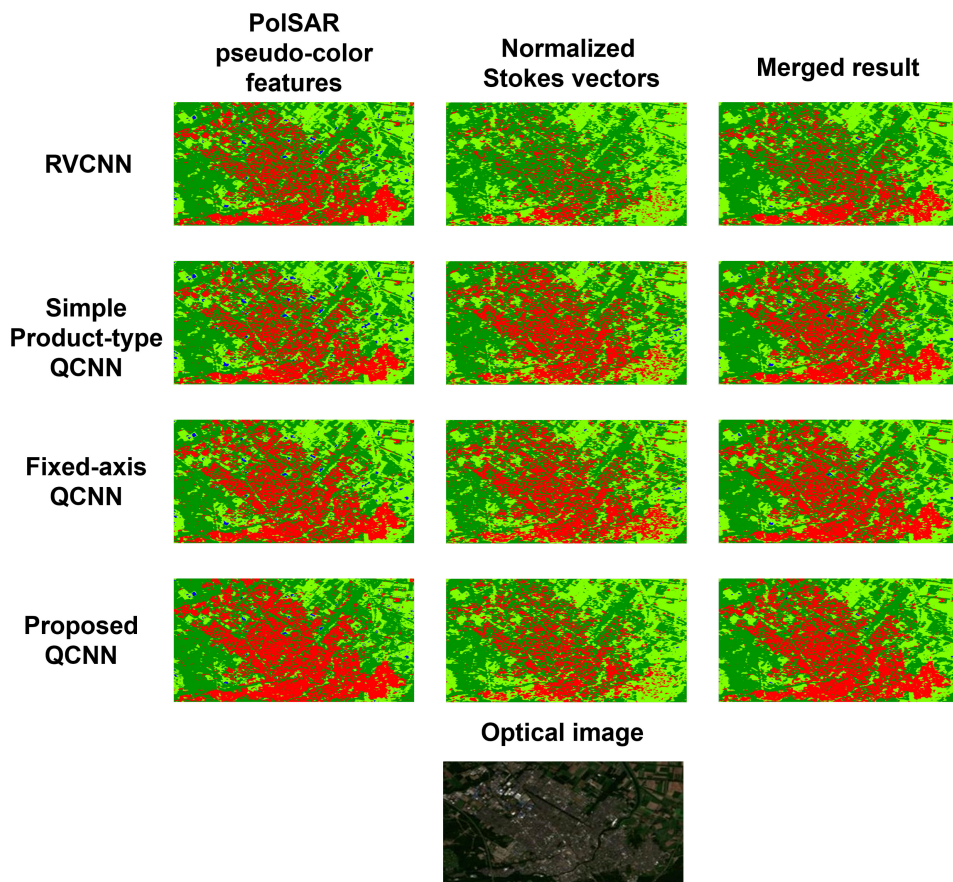 PolSAR
pseudo-color
features
Normalized
Stokes vectors
Merged result
RVCNN
Simple
Product-type
QCNN
Fixed-axis
QCNN
Proposed
QCNN
Optical image